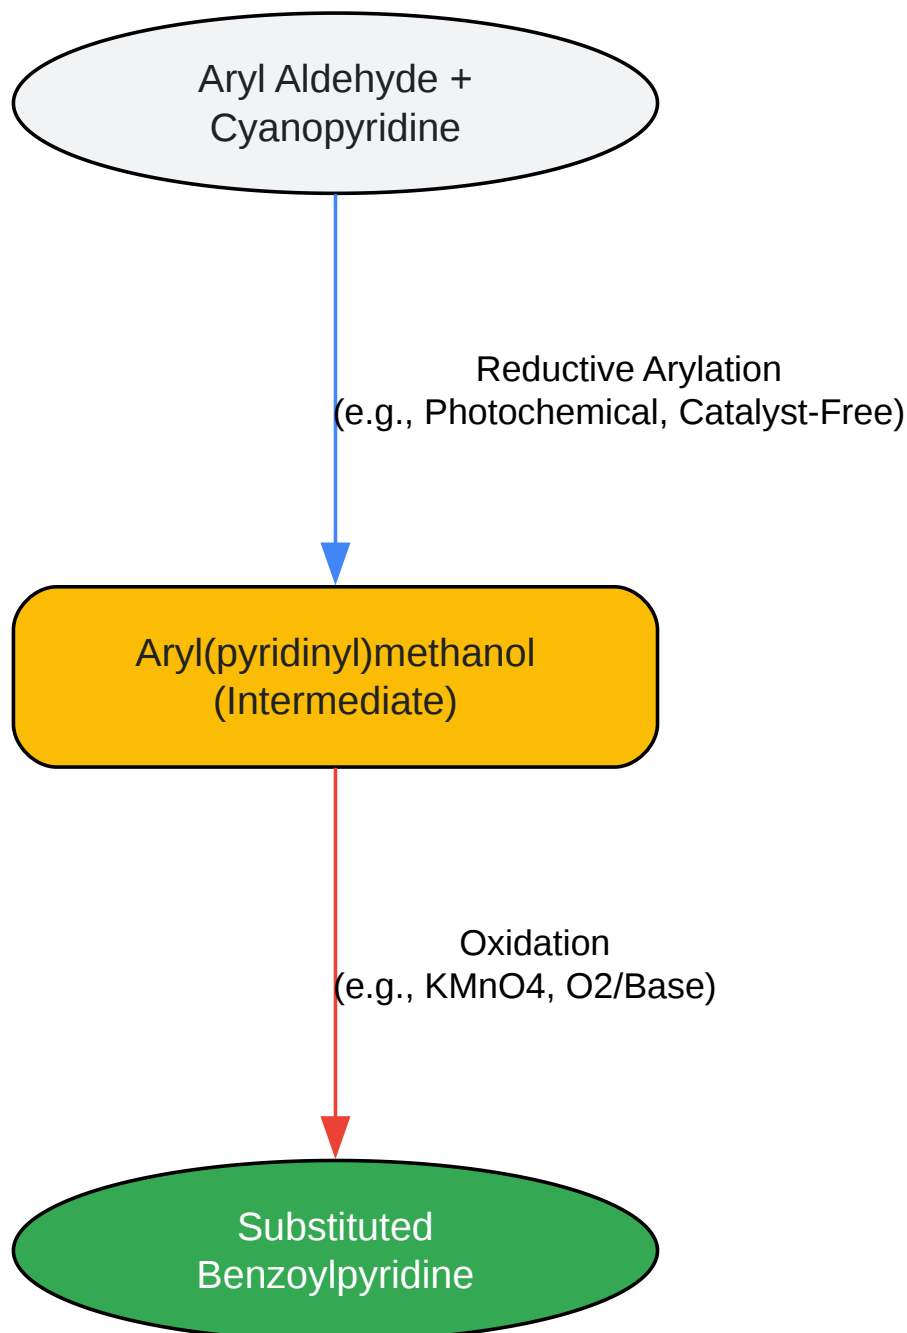 Aryl Aldehyde +
Cyanopyridine
Reductive Arylation
(e.g., Photochemical, Catalyst-Free)
Aryl(pyridinyl)methanol
(Intermediate)
Oxidation
(e.g., KMnO4, O2/Base)
Substituted
Benzoylpyridine